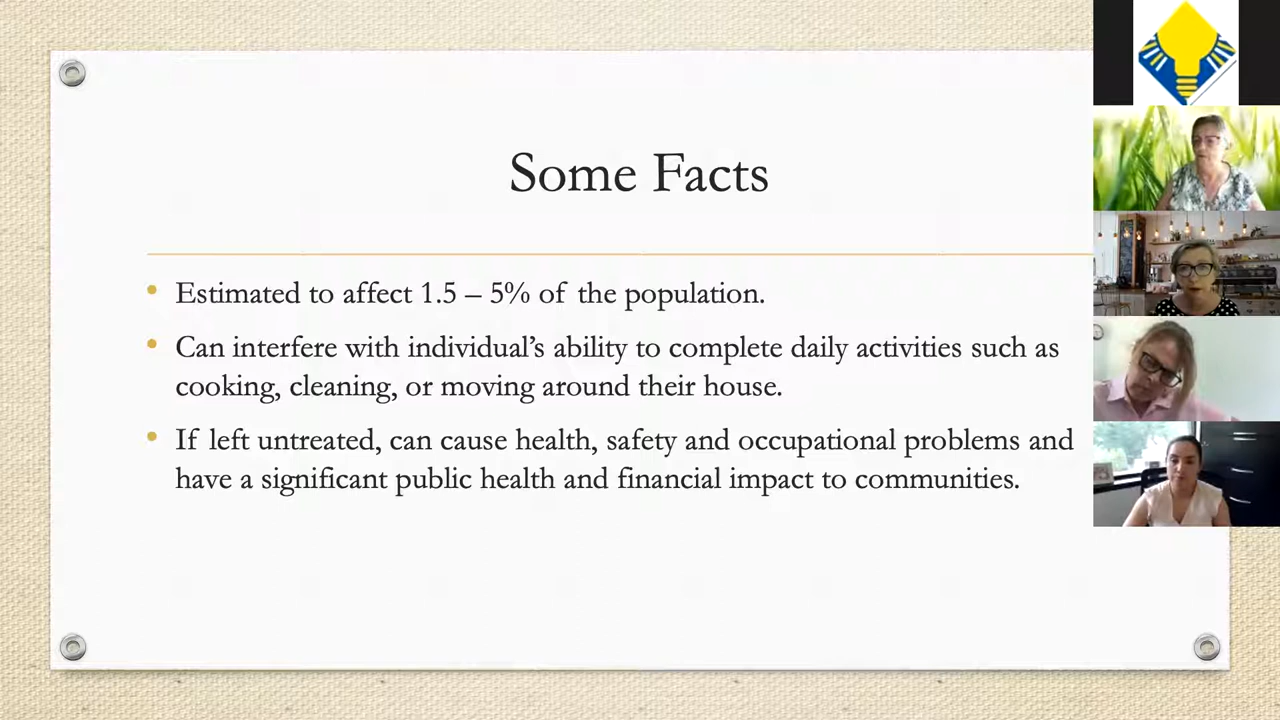 Some Facts
Estimated to affect 1.5 – 5% of the population.
Can interfere with individual’s ability to complete daily activities such as
cooking, cleaning, or moving around their house.
If left untreated, can cause health, safety and occupational problems and
have a significant public health and financial impact to communities.